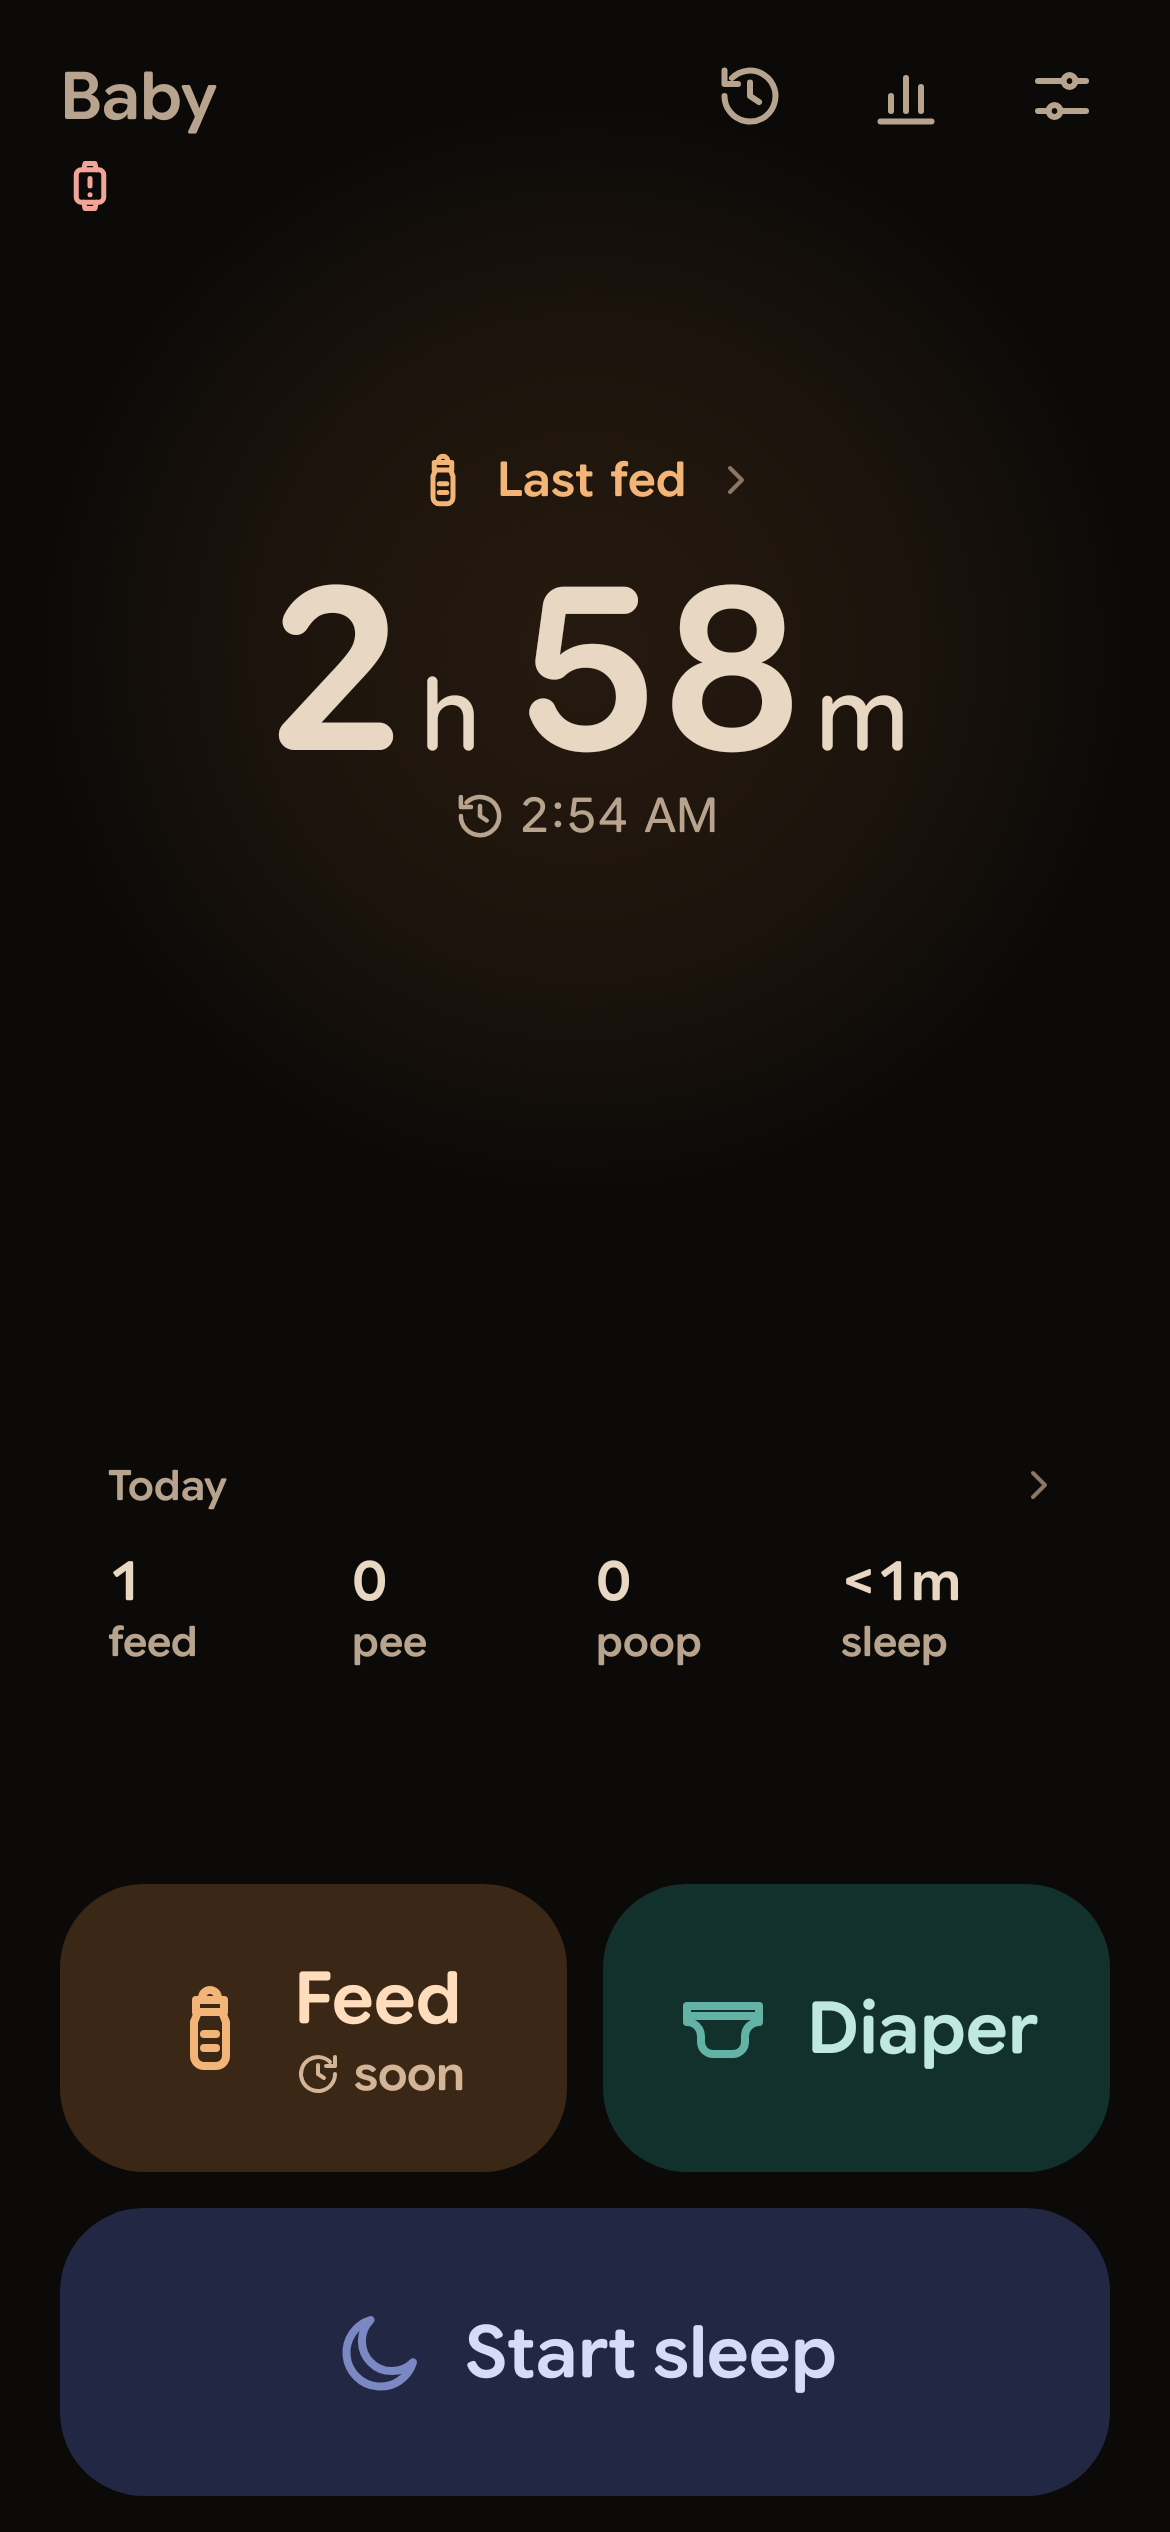 Baby
Last fed
2h 58m
2:54 AM
Today
1 0 0 <1m
feed pee poop sleep
Feed
soon
Diaper
Start sleep